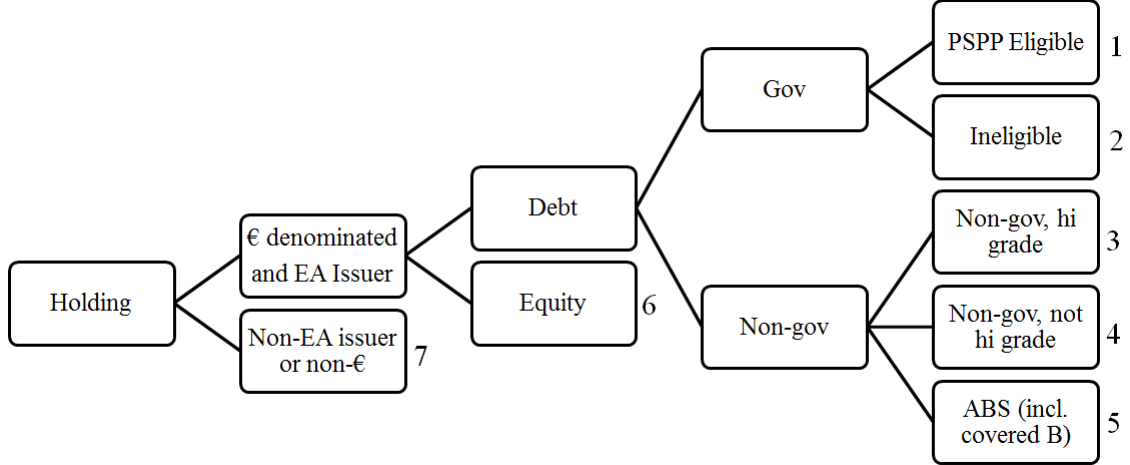 PSPP Eligible
1
Gov
Ineligible
2
Debt
Non-gov, hi
grade
3
€ denominated
and EA Issuer
Holding
Equity
6
Non-gov
Non-gov, not
hi grade
4
Non-EA issuer
or non-€
7
ABS (incl.
covered B)
5